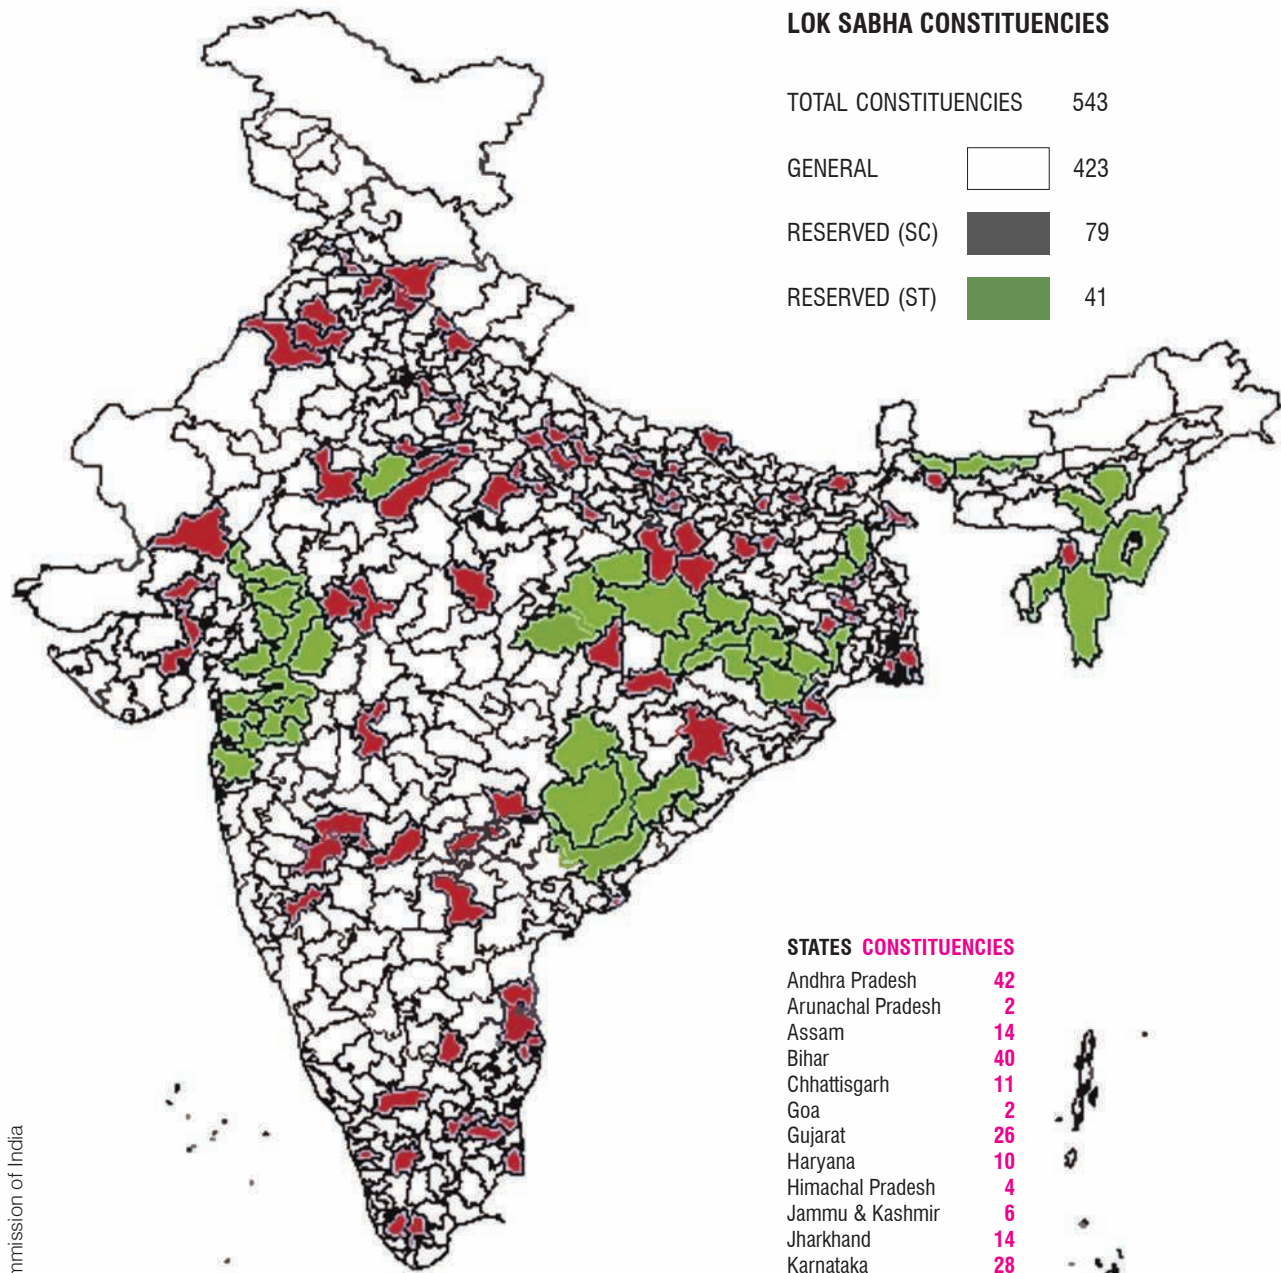 LOK SABHA CONSTITUENCIES
TOTAL CONSTITUENCIES 543
GENERAL 423
RESERVED (SC) 79
RESERVED (ST) 41
STATES CONSTITUENCIES
Andhra Pradesh 42
Arunachal Pradesh 2
Assam 14
Bihar 40
Chhattisgarh 11
Goa 2
Gujarat 26
Haryana 10
Himachal Pradesh 4
Jammu & Kashmir 6
Jharkhand 14
Karnataka 28
mmission of India